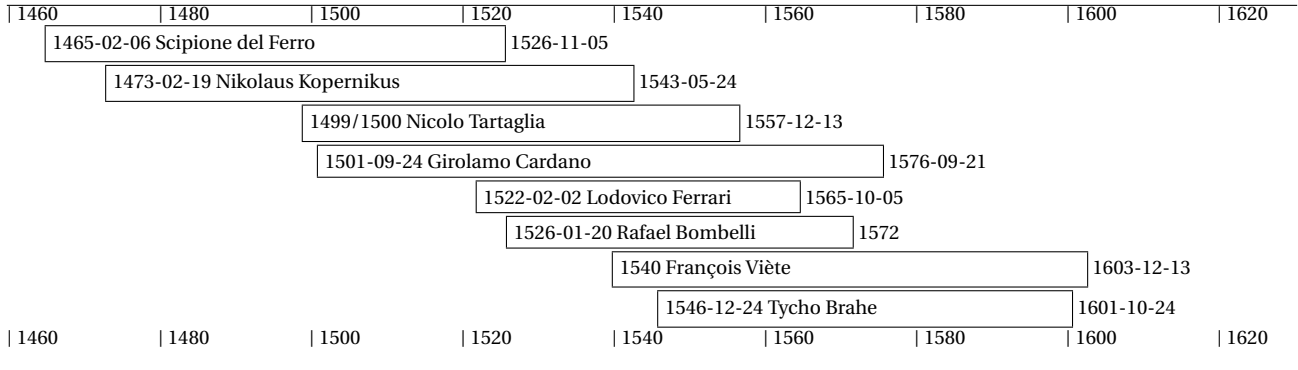 | 1460 | 1480 | 1500 | 1520 | 1540 | 1560 | 1580 | 1600 | 1620
1465-02-06 Scipione del Ferro 1526-11-05
1473-02-19 Nikolaus Kopernikus 1543-05-24
1499/1500 Nicolo Tartaglia 1557-12-13
1501-09-24 Girolamo Cardano 1576-09-21
1522-02-02 Lodovico Ferrari 1565-10-05
1526-01-20 Rafael Bombelli 1572
1540 François Viète 1603-12-13
1546-12-24 Tycho Brahe 1601-10-24
| 1460 | 1480 | 1500 | 1520 | 1540 | 1560 | 1580 | 1600 | 1620